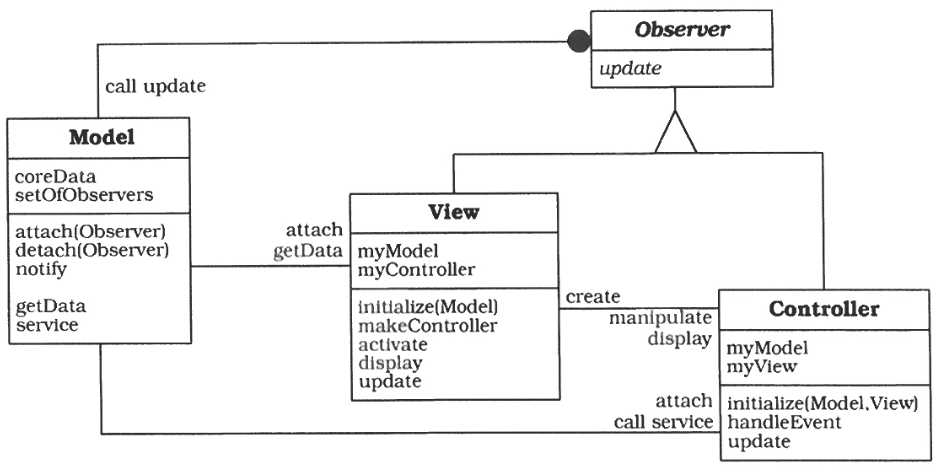 Observer
update
call update
Model
coreData
setOfObservers
attach(Observer)
detach(Observer)
notify
getData
service
attach
getData
View
myModel
myController
initialize(Model)
makeController
activate
display
update
create
manipulate
display
Controller
myModel
myView
initialize(Model,View)
handleEvent
update
attach
call service